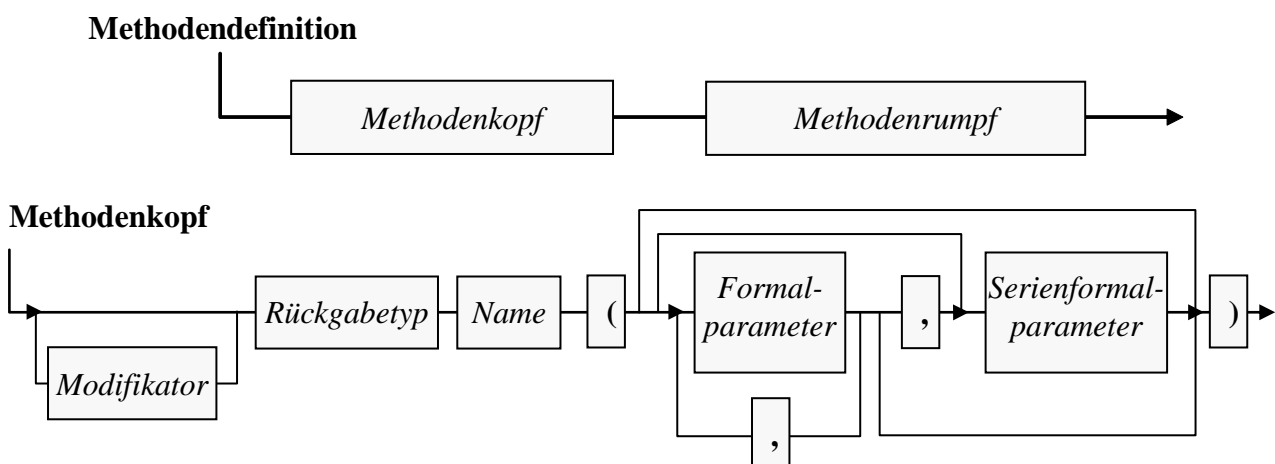 Methodendefinition
Methodenkopf Methodenrumpf
Methodenkopf
Rückgabetyp Name ( Formal-
parameter , Serienformal-
parameter )
Modifikator
,